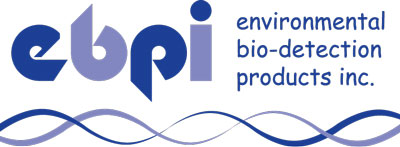 ebpi
environmental
bio-detection
products inc.